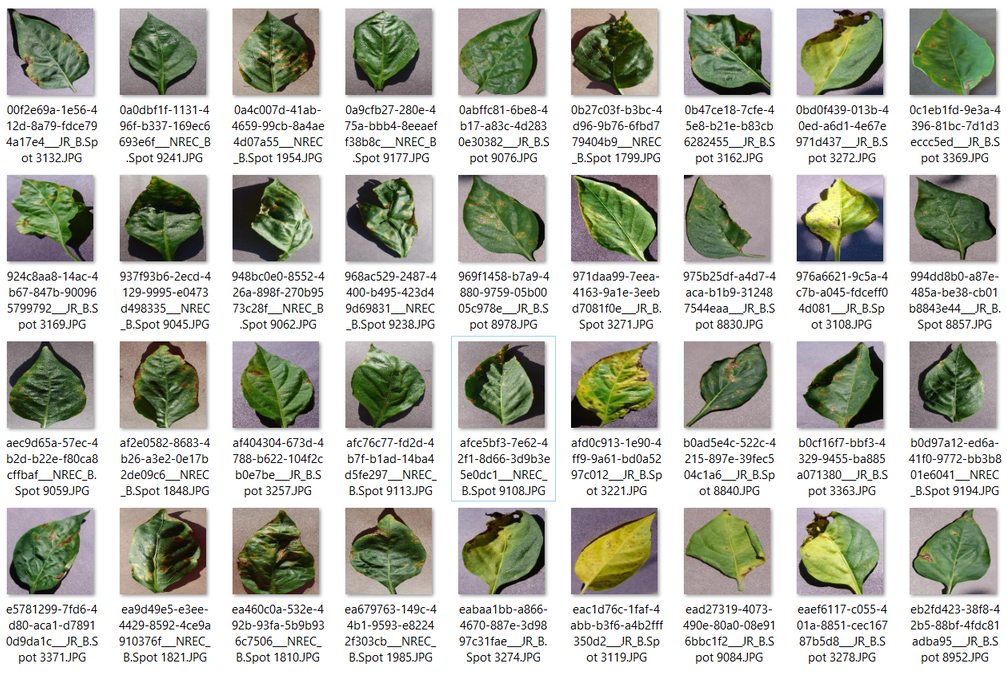 00f2e69a-1e56-4
12d-8a79-fdce79
4a17e4___JR_B.Sp
ot 3132.JPG
0a0dbf1f-1131-4
96f-b337-169ec6
693e6f___NREC_B
.Spot 9241.JPG
0a4c007d-41ab-
4659-99cb-8a4ae
4d07a55___NREC
_B.Spot 1954.JPG
0a9cfb27-280e-4
75a-bbb4-8eeaef
f38b8c___NREC_B.
Spot 9177.JPG
0abffc81-6be8-4
b17-a83c-4d283
0e30382___JR_B.S
pot 9076.JPG
0b27c03f-b3bc-4
d96-9b76-6fbd7
79404b9___NREC
_B.Spot 1799.JPG
0b47ce18-7cfe-4
5e8-b21e-b83cb
6282455___JR_B.S
pot 3162.JPG
0bd0f439-013b-4
0ed-a6d1-4e67e
971d437___JR_B.S
pot 3272.JPG
0c1eb1fd-9e3a-4
396-81bc-7d1d3
eccc5ed___JR_B.S
pot 3369.JPG
924c8aa8-14ac-4
b67-847b-90096
5799792___JR_B.S
pot 3169.JPG
937f93b6-2ecd-4
129-9995-e0473
d498335___NREC
_B.Spot 9045.JPG
948bc0e0-8552-4
26a-898f-270b95
73c28f___NREC_B
.Spot 9062.JPG
968ac529-2487-4
400-b495-423d4
9d69831___NREC
_B.Spot 9238.JPG
969f1458-b7a9-4
880-9759-05b00
05c978e___JR_B.S
pot 8978.JPG
971daa99-7eea-
4163-9a1e-3eeb
d7081f0e___JR_B.
Spot 3271.JPG
975b25df-a4d7-4
aca-b1b9-31248
7544eaa___JR_B.S
pot 8830.JPG
976a6621-9c5a-4
c7b-a045-fdceff0
4d081___JR_B.Sp
ot 3108.JPG
994dd8b0-a87e-
485a-be38-cb01
b8843e44___JR_B.
Spot 8857.JPG
aec9d65a-57ec-4
b2d-b22e-f80ca8
cffbaf___NREC_B.
Spot 9059.JPG
af2e0582-8683-4
b26-a3e2-0e17b
2de09c6___NREC
_B.Spot 1848.JPG
af404304-673d-4
788-b622-104f2c
b0e7be___JR_B.S
pot 3257.JPG
afc76c77-fd2d-4
b7f-b1ad-14ba4
d5fe297___NREC_
B.Spot 9113.JPG
afce5bf3-7e62-4
2f1-8d66-3d9b3e
5e0dc1___NREC_
B.Spot 9108.JPG
afd0c913-1e90-4
ff9-9a61-bd0a52
97c012___JR_B.Sp
ot 3221.JPG
b0ad5e4c-522c-4
215-897e-39fec5
04c1a6___JR_B.Sp
ot 8840.JPG
b0cf16f7-bbf3-4
329-9455-ba885
a071380___JR_B.S
pot 3363.JPG
b0d97a12-ed6a-
41f0-9772-bb3b8
01e6041___NREC
_B.Spot 9194.JPG
e5781299-7fd6-4
d80-aca1-d7891
0d9da1c___JR_B.S
pot 3371.JPG
ea9d49e5-e3ee-
4429-8592-4ce9a
910376f___NREC_
B.Spot 1821.JPG
ea460c0a-532e-4
92b-93fa-5b9b93
6c7506___NREC_
B.Spot 1810.JPG
ea679763-149c-4
4b1-9593-e8224
2f303cb___NREC_
B.Spot 1985.JPG
eabaa1bb-a866-
4670-887e-3d98
97c31fae___JR_B.
Spot 3274.JPG
eac1d76c-1faf-4
abb-b3f6-a4b2fff
350d2___JR_B.Sp
ot 3119.JPG
ead27319-4073-
490e-80a0-08e91
6bbc1f2___JR_B.S
pot 9084.JPG
eaef6117-c055-4
01a-8851-cec167
87b5d8___JR_B.S
pot 3278.JPG
eb2fd423-38f8-4
2b5-88bf-4fdc81
adba95___JR_B.S
pot 8952.JPG